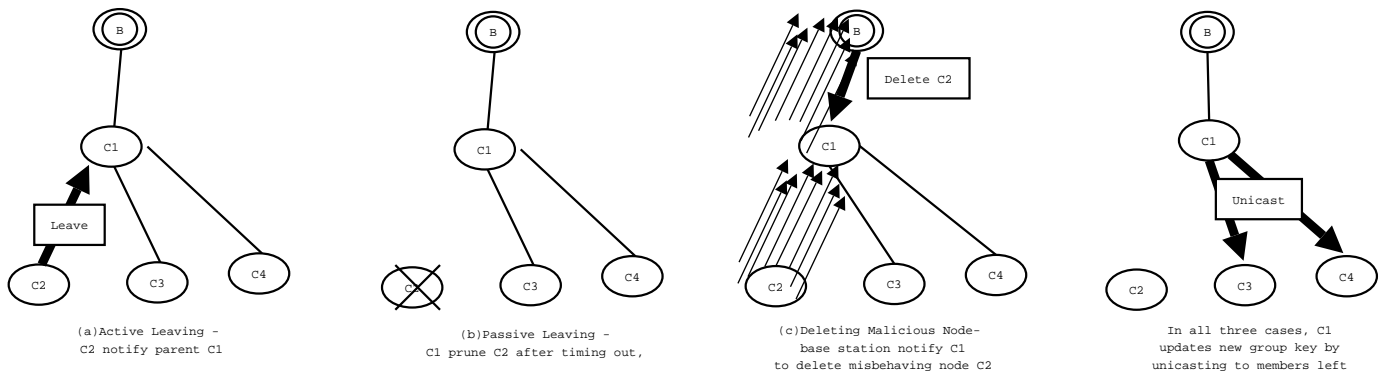 B
C1
Leave
C2
C3
C4
(a)Active Leaving -
C2 notify parent C1
B
C1
C2
C3
C4
(b)Passive Leaving -
C1 prune C2 after timing out,
B
Delete C2
C1
C2
C3
C4
(c)Deleting Malicious Node-
base station notify C1
to delete misbehaving node C2
B
C1
Unicast
C2
C3
C4
In all three cases, C1
updates new group key by
unicasting to members left